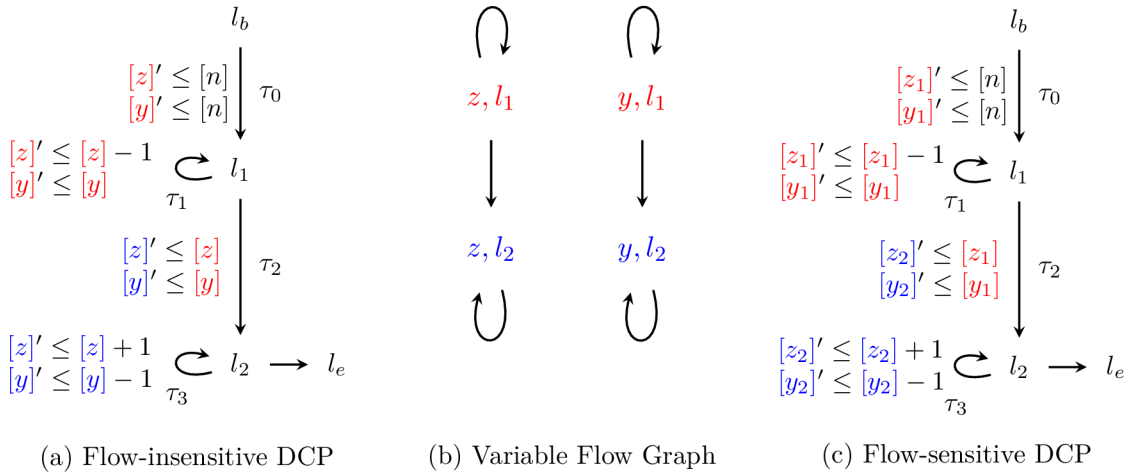 l_b
[z]' ≤ [n]
[y]' ≤ [n]
τ_0
[z]' ≤ [z] − 1
[y]' ≤ [y]
τ_1
l_1
[z]' ≤ [z]
[y]' ≤ [y]
τ_2
[z]' ≤ [z] + 1
[y]' ≤ [y] − 1
τ_3
l_2
l_e
(a) Flow-insensitive DCP
z, l_1
y, l_1
z, l_2
y, l_2
(b) Variable Flow Graph
l_b
[z_1]' ≤ [n]
[y_1]' ≤ [n]
τ_0
[z_1]' ≤ [z_1] − 1
[y_1]' ≤ [y_1]
τ_1
l_1
[z_2]' ≤ [z_1]
[y_2]' ≤ [y_1]
τ_2
[z_2]' ≤ [z_2] + 1
[y_2]' ≤ [y_2] − 1
τ_3
l_2
l_e
(c) Flow-sensitive DCP